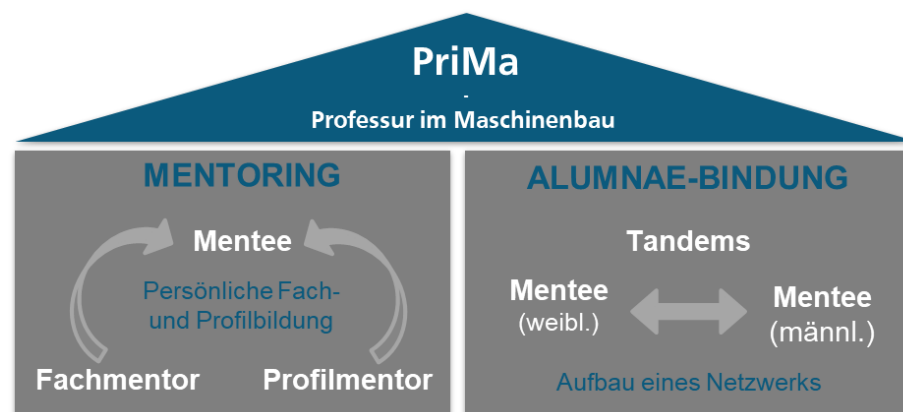 PriMa
-
Professur im Maschinenbau
MENTORING
Mentee
Persönliche Fach-
und Profilbildung
Fachmentor
Profilmentor
ALUMNAE-BINDUNG
Tandems
Mentee
(weibl.)
Mentee
(männl.)
Aufbau eines Netzwerks